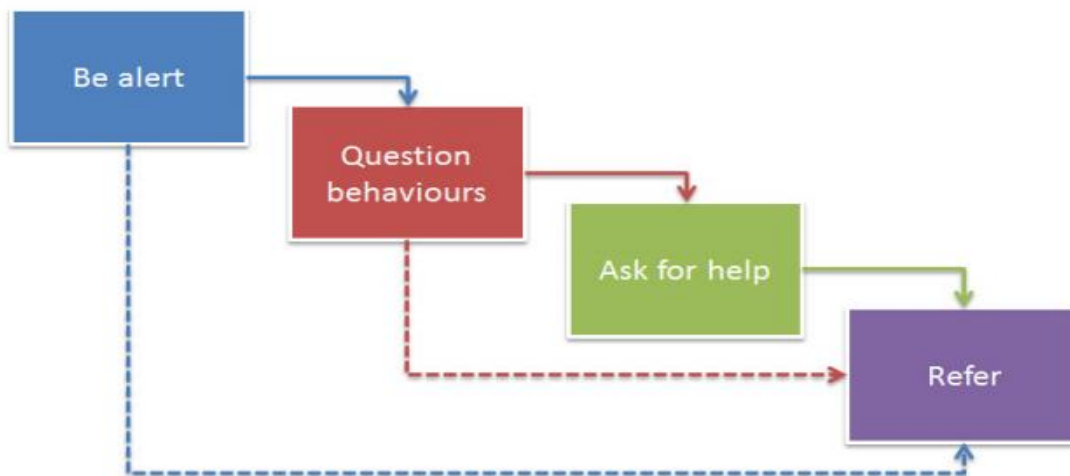 Be alert
Question
behaviours
Ask for help
Refer